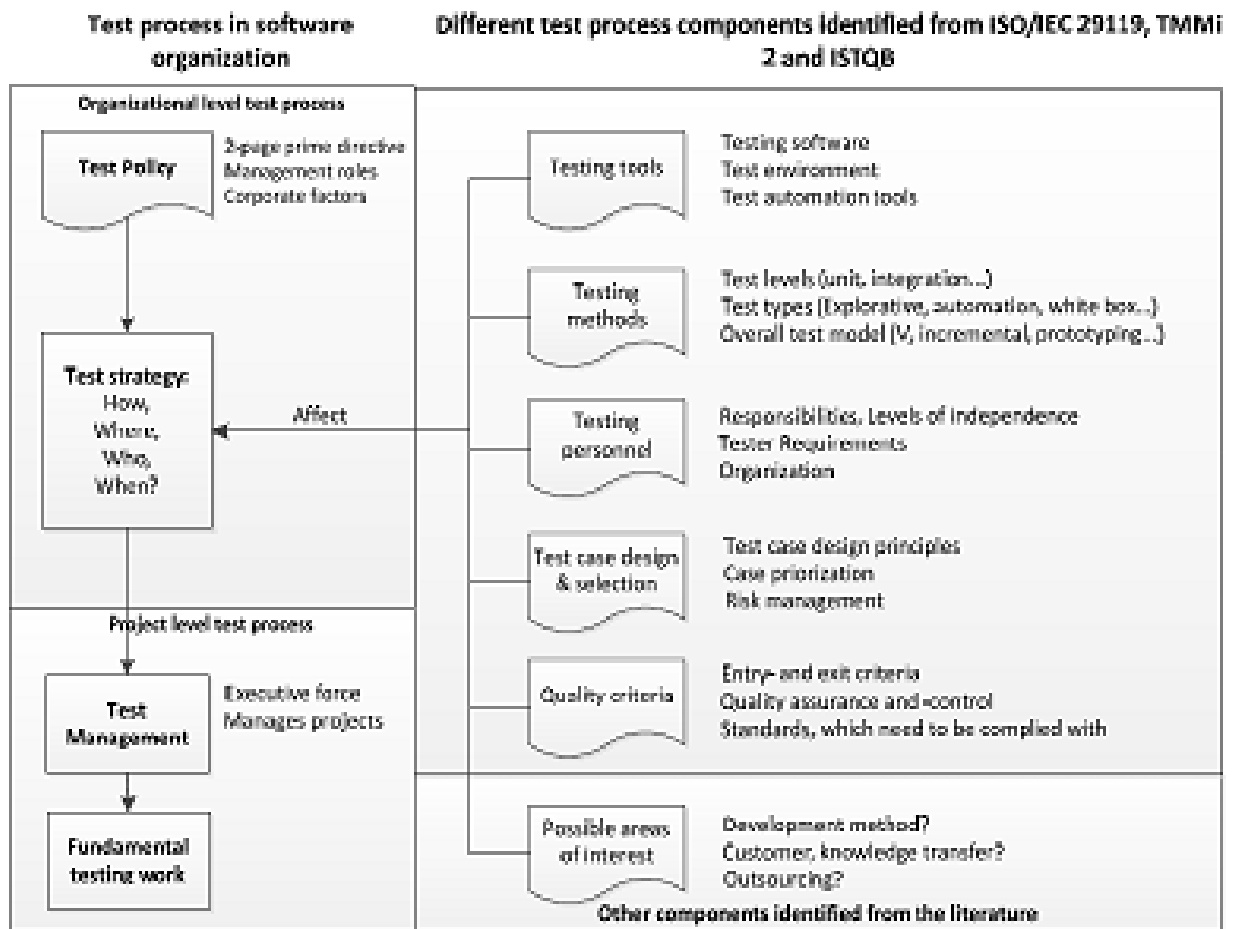 Test process in software
organization
Different test process components identified from ISO/IEC 29119, TMMi
2 and ISTQB
Organizational level test process
Test Policy
2-page prime directive
Management roles
Corporate factors
Test strategy:
How,
Where,
Who,
When?
Affect
Project level test process
Test
Management
Executive force
Manages projects
Fundamental
testing work
Testing tools
Testing software
Test environment
Test automation tools
Testing
methods
Test levels (unit, integration...)
Test types (Explorative, automation, white box...)
Overall test model (V, incremental, prototyping...)
Testing
personnel
Responsibilities, Levels of independence
Tester Requirements
Organization
Test case design
& selection
Test case design principles
Case priorization
Risk management
Quality criteria
Entry- and exit criteria
Quality assurance and -control
Standards, which need to be complied with
Possible areas
of interest
Development method?
Customer, knowledge transfer?
Outsourcing?
Other components identified from the literature